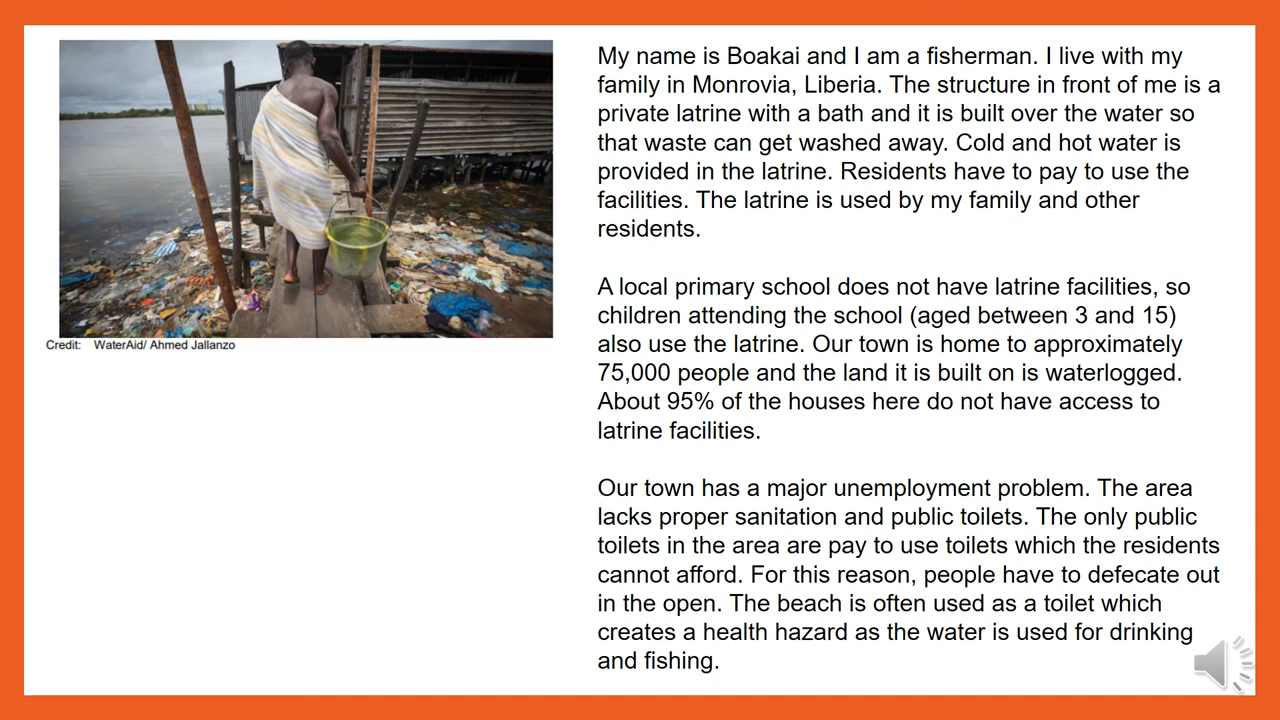 My name is Boakai and I am a fisherman. I live with my
family in Monrovia, Liberia. The structure in front of me is a
private latrine with a bath and it is built over the water so
that waste can get washed away. Cold and hot water is
provided in the latrine. Residents have to pay to use the
facilities. The latrine is used by my family and other
residents.
A local primary school does not have latrine facilities, so
children attending the school (aged between 3 and 15)
also use the latrine. Our town is home to approximately
75,000 people and the land it is built on is waterlogged.
About 95% of the houses here do not have access to
latrine facilities.
Our town has a major unemployment problem. The area
lacks proper sanitation and public toilets. The only public
toilets in the area are pay to use toilets which the residents
cannot afford. For this reason, people have to defecate out
in the open. The beach is often used as a toilet which
creates a health hazard as the water is used for drinking
and fishing.
Credit: WaterAid/ Ahmed Jallanzo